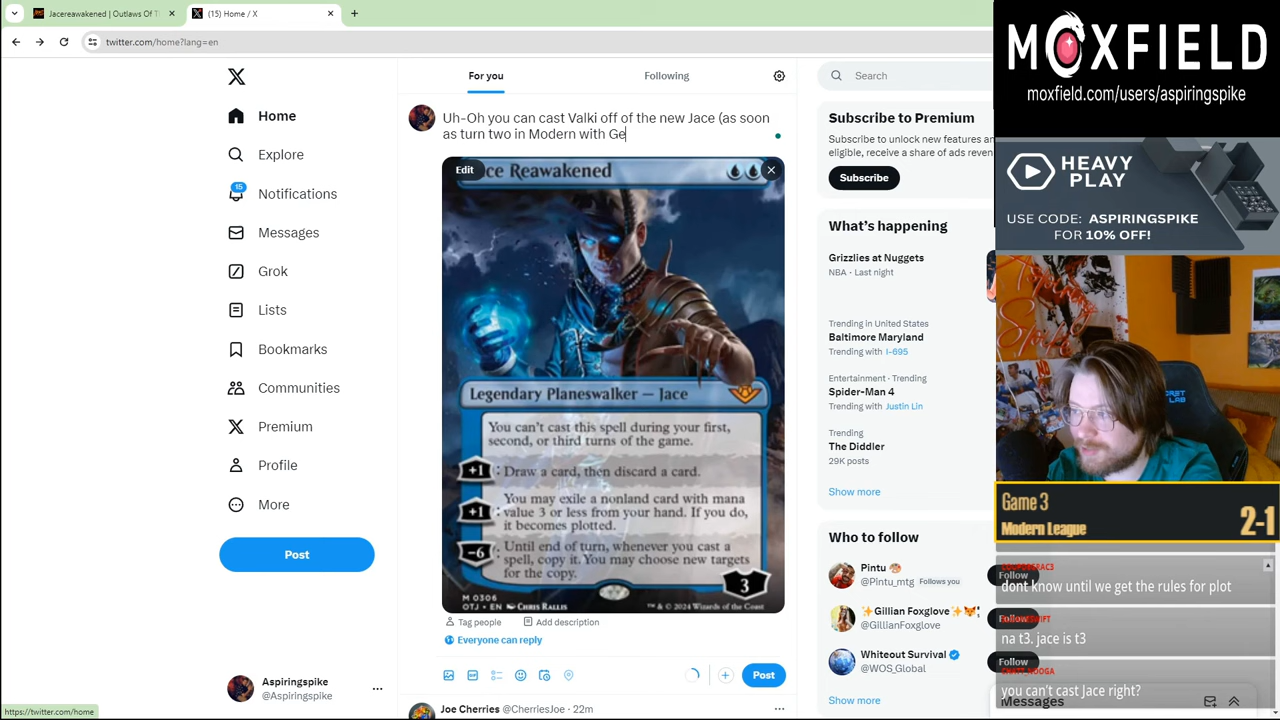 Jacereawakened | Outlaws Of T
(15) Home / X
twitter.com/home?lang=en
Home
Explore
15
Notifications
Messages
Grok
Lists
Bookmarks
Communities
Premium
Profile
More
Post
Aspiringspike
@Aspiringspike
https://twitter.com/home
For you
Following
Uh-Oh you can cast Valki off of the new Jace (as soon
as turn two in Modern with Ge
Edit
ce Reawakened
Legendary Planeswalker — Jace
You can't cast this spell during your first,
second, or third turns of the game.
+1: Draw a card, then discard a card.
+1: You may exile a nonland card with mana
value 3 or less from your hand. If you do,
it becomes plotted.
−6: Until end of turn, whenever you cast a
spell, copy it. You may choose new targets
for the copy.
3
M 0306
OTJ • EN CHRIS RALLIS
™ & © 2024 Wizards of the Coast
Tag people
Add description
Everyone can reply
Post
Joe Cherries @CherriesJoe · 22m
Search
Subscribe to Premium
Subscribe to unlock new features an
eligible, receive a share of ads reven
Subscribe
What's happening
Grizzlies at Nuggets
NBA · Last night
Trending in United States
Baltimore Maryland
Trending with I-695
Entertainment · Trending
Spider-Man 4
Trending with Justin Lin
Trending
The Diddler
29K posts
Show more
Who to follow
Pintu
@Pintu_mtg Follows you
Follow
Gillian Foxglove
@GillianFoxglove
Follow
Whiteout Survival
@WOS_Global
Follow
Show more
Messages
MOXFIELD
moxfield.com/users/aspiringspike
HEAVY
PLAY
USE CODE: ASPIRINGSPIKE
FOR 10% OFF!
Game 3
Modern League
2-1
dont know until we get the rules for plot
na t3. jace is t3
you can't cast Jace right?